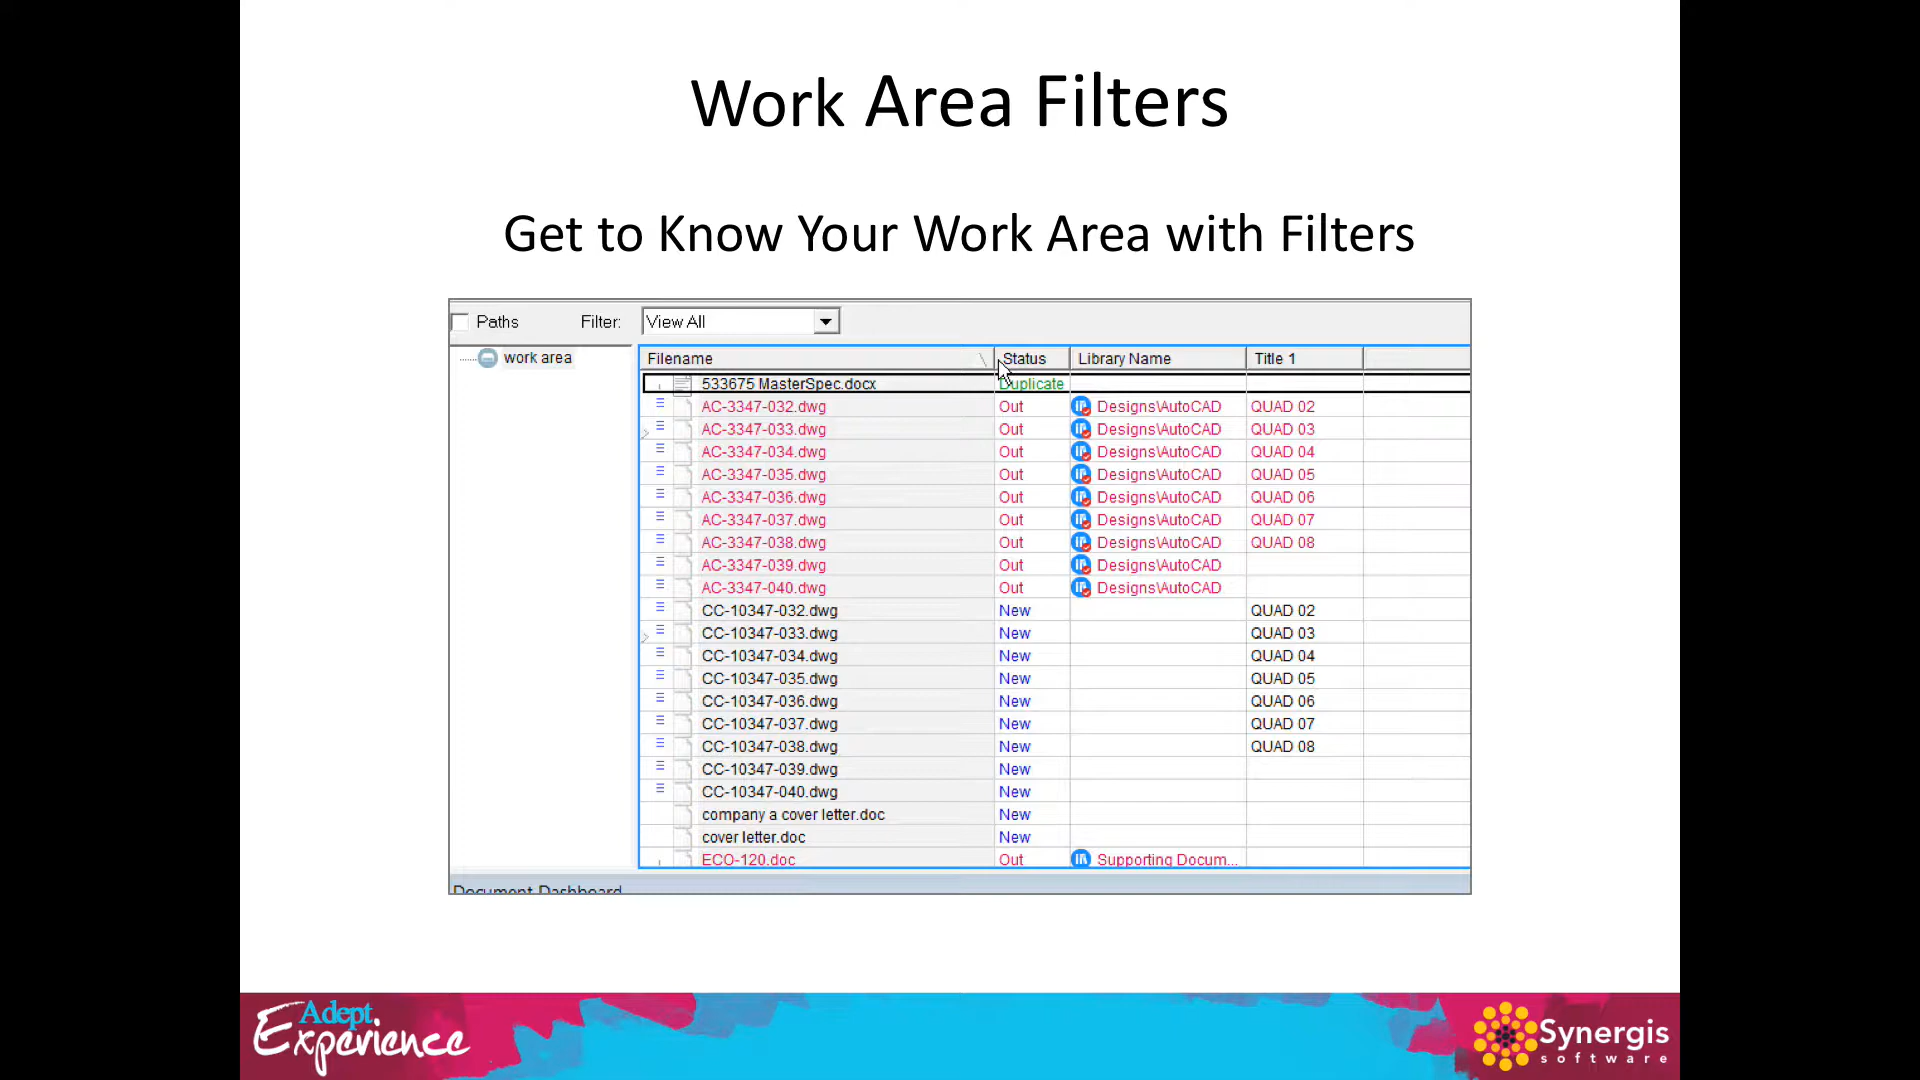 Work Area Filters
Get to Know Your Work Area with Filters
Paths Filter: View All
work area
Filename Status Library Name Title 1
533675 MasterSpec.docx Duplicate
AC-3347-032.dwg Out Designs\AutoCAD QUAD 02
AC-3347-033.dwg Out Designs\AutoCAD QUAD 03
AC-3347-034.dwg Out Designs\AutoCAD QUAD 04
AC-3347-035.dwg Out Designs\AutoCAD QUAD 05
AC-3347-036.dwg Out Designs\AutoCAD QUAD 06
AC-3347-037.dwg Out Designs\AutoCAD QUAD 07
AC-3347-038.dwg Out Designs\AutoCAD QUAD 08
AC-3347-039.dwg Out Designs\AutoCAD
AC-3347-040.dwg Out Designs\AutoCAD
CC-10347-032.dwg New QUAD 02
CC-10347-033.dwg New QUAD 03
CC-10347-034.dwg New QUAD 04
CC-10347-035.dwg New QUAD 05
CC-10347-036.dwg New QUAD 06
CC-10347-037.dwg New QUAD 07
CC-10347-038.dwg New QUAD 08
CC-10347-039.dwg New
CC-10347-040.dwg New
company a cover letter.doc New
cover letter.doc New
ECO-120.doc Out Supporting Docum...
Document Dashboard
Adept
Experience
Synergis
software